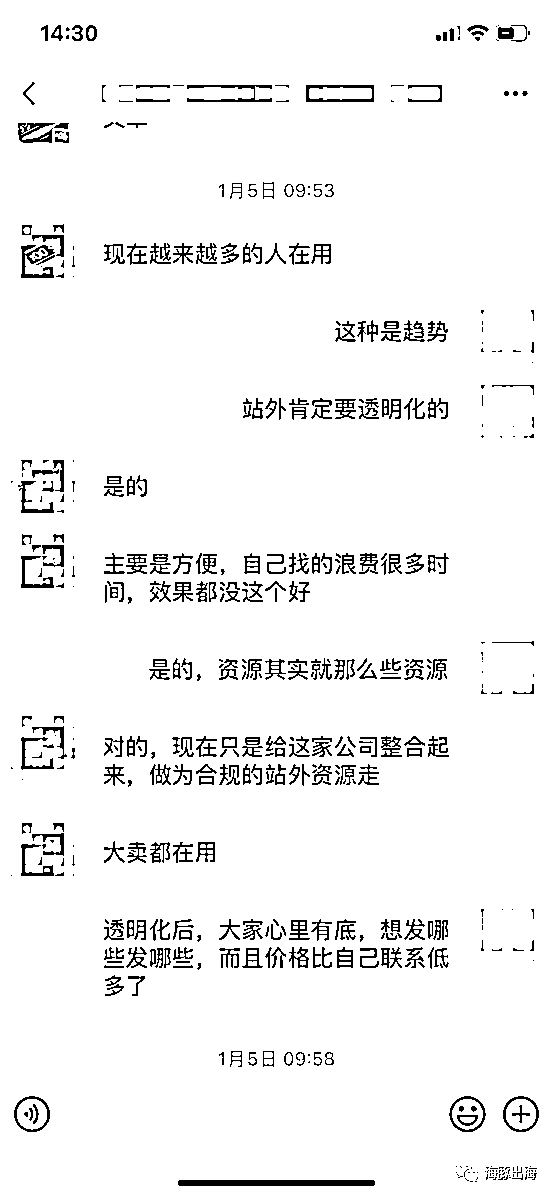 14:30
1月5日 09:53
现在越来越多的人在用
这种是趋势
站外肯定要透明化的
是的
主要是方便，自己找的浪费很多时
间，效果都没这个好
是的，资源其实就那么些资源
对的，现在只是给这家公司整合起
来，做为合规的站外资源走
大卖都在用
透明化后，大家心里有底，想发哪
些发哪些，而且价格比自己联系低
多了
1月5日 09:58
海豚出海